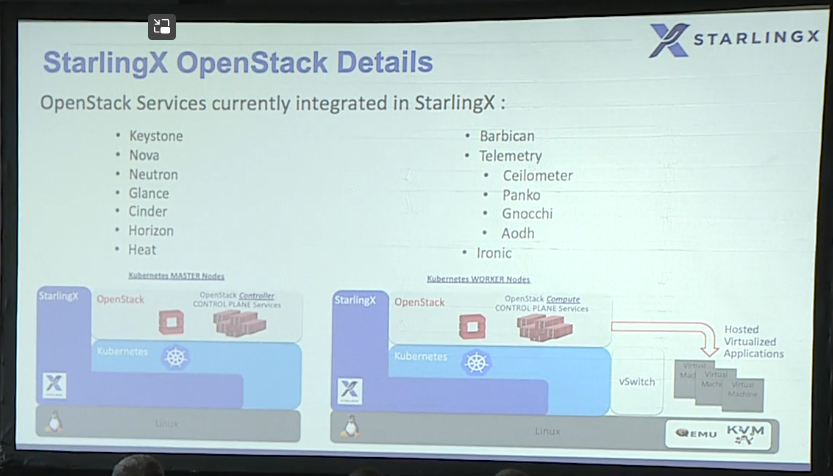 STARLINGX
StarlingX OpenStack Details
OpenStack Services currently integrated in StarlingX :
• Keystone
• Nova
• Neutron
• Glance
• Cinder
• Horizon
• Heat
• Barbican
• Telemetry
• Ceilometer
• Panko
• Gnocchi
• Aodh
• Ironic
Kubernetes MASTER Nodes
StarlingX
OpenStack
OpenStack Controller
CONTROL PLANE Services
Kubernetes
Linux
Kubernetes WORKER Nodes
StarlingX
OpenStack
OpenStack Compute
CONTROL PLANE Services
Kubernetes
vSwitch
Hosted
Virtualized
Applications
Virtual
Virtual
Virtual
Machine
Linux
QEMU
KVM